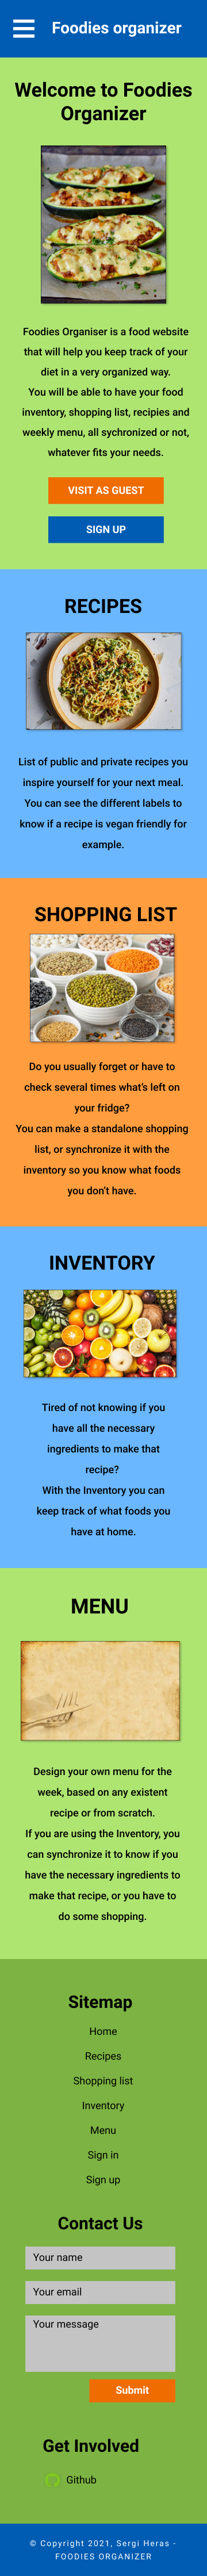 Foodies organizer
Welcome to Foodies
Organizer
Foodies Organiser is a food website
that will help you keep track of your
diet in a very organized way.
You will be able to have your food
inventory, shopping list, recipies and
weekly menu, all sychronized or not,
whatever fits your needs.
VISIT AS GUEST
SIGN UP
RECIPES
List of public and private recipes you
inspire yourself for your next meal.
You can see the different labels to
know if a recipe is vegan friendly for
example.
SHOPPING LIST
Do you usually forget or have to
check several times what's left on
your fridge?
You can make a standalone shopping
list, or synchronize it with the
inventory so you know what foods
you don't have.
INVENTORY
Tired of not knowing if you
have all the necessary
ingredients to make that
recipe?
With the Inventory you can
keep track of what foods you
have at home.
MENU
Design your own menu for the
week, based on any existent
recipe or from scratch.
If you are using the Inventory, you
can synchronize it to know if you
have the necessary ingredients to
make that recipe, or you have to
do some shopping.
Sitemap
Home
Recipes
Shopping list
Inventory
Menu
Sign in
Sign up
Contact Us
Your name
Your email
Your message
Submit
Get Involved
Github
© Copyright 2021, Sergi Heras -
FOODIES ORGANIZER